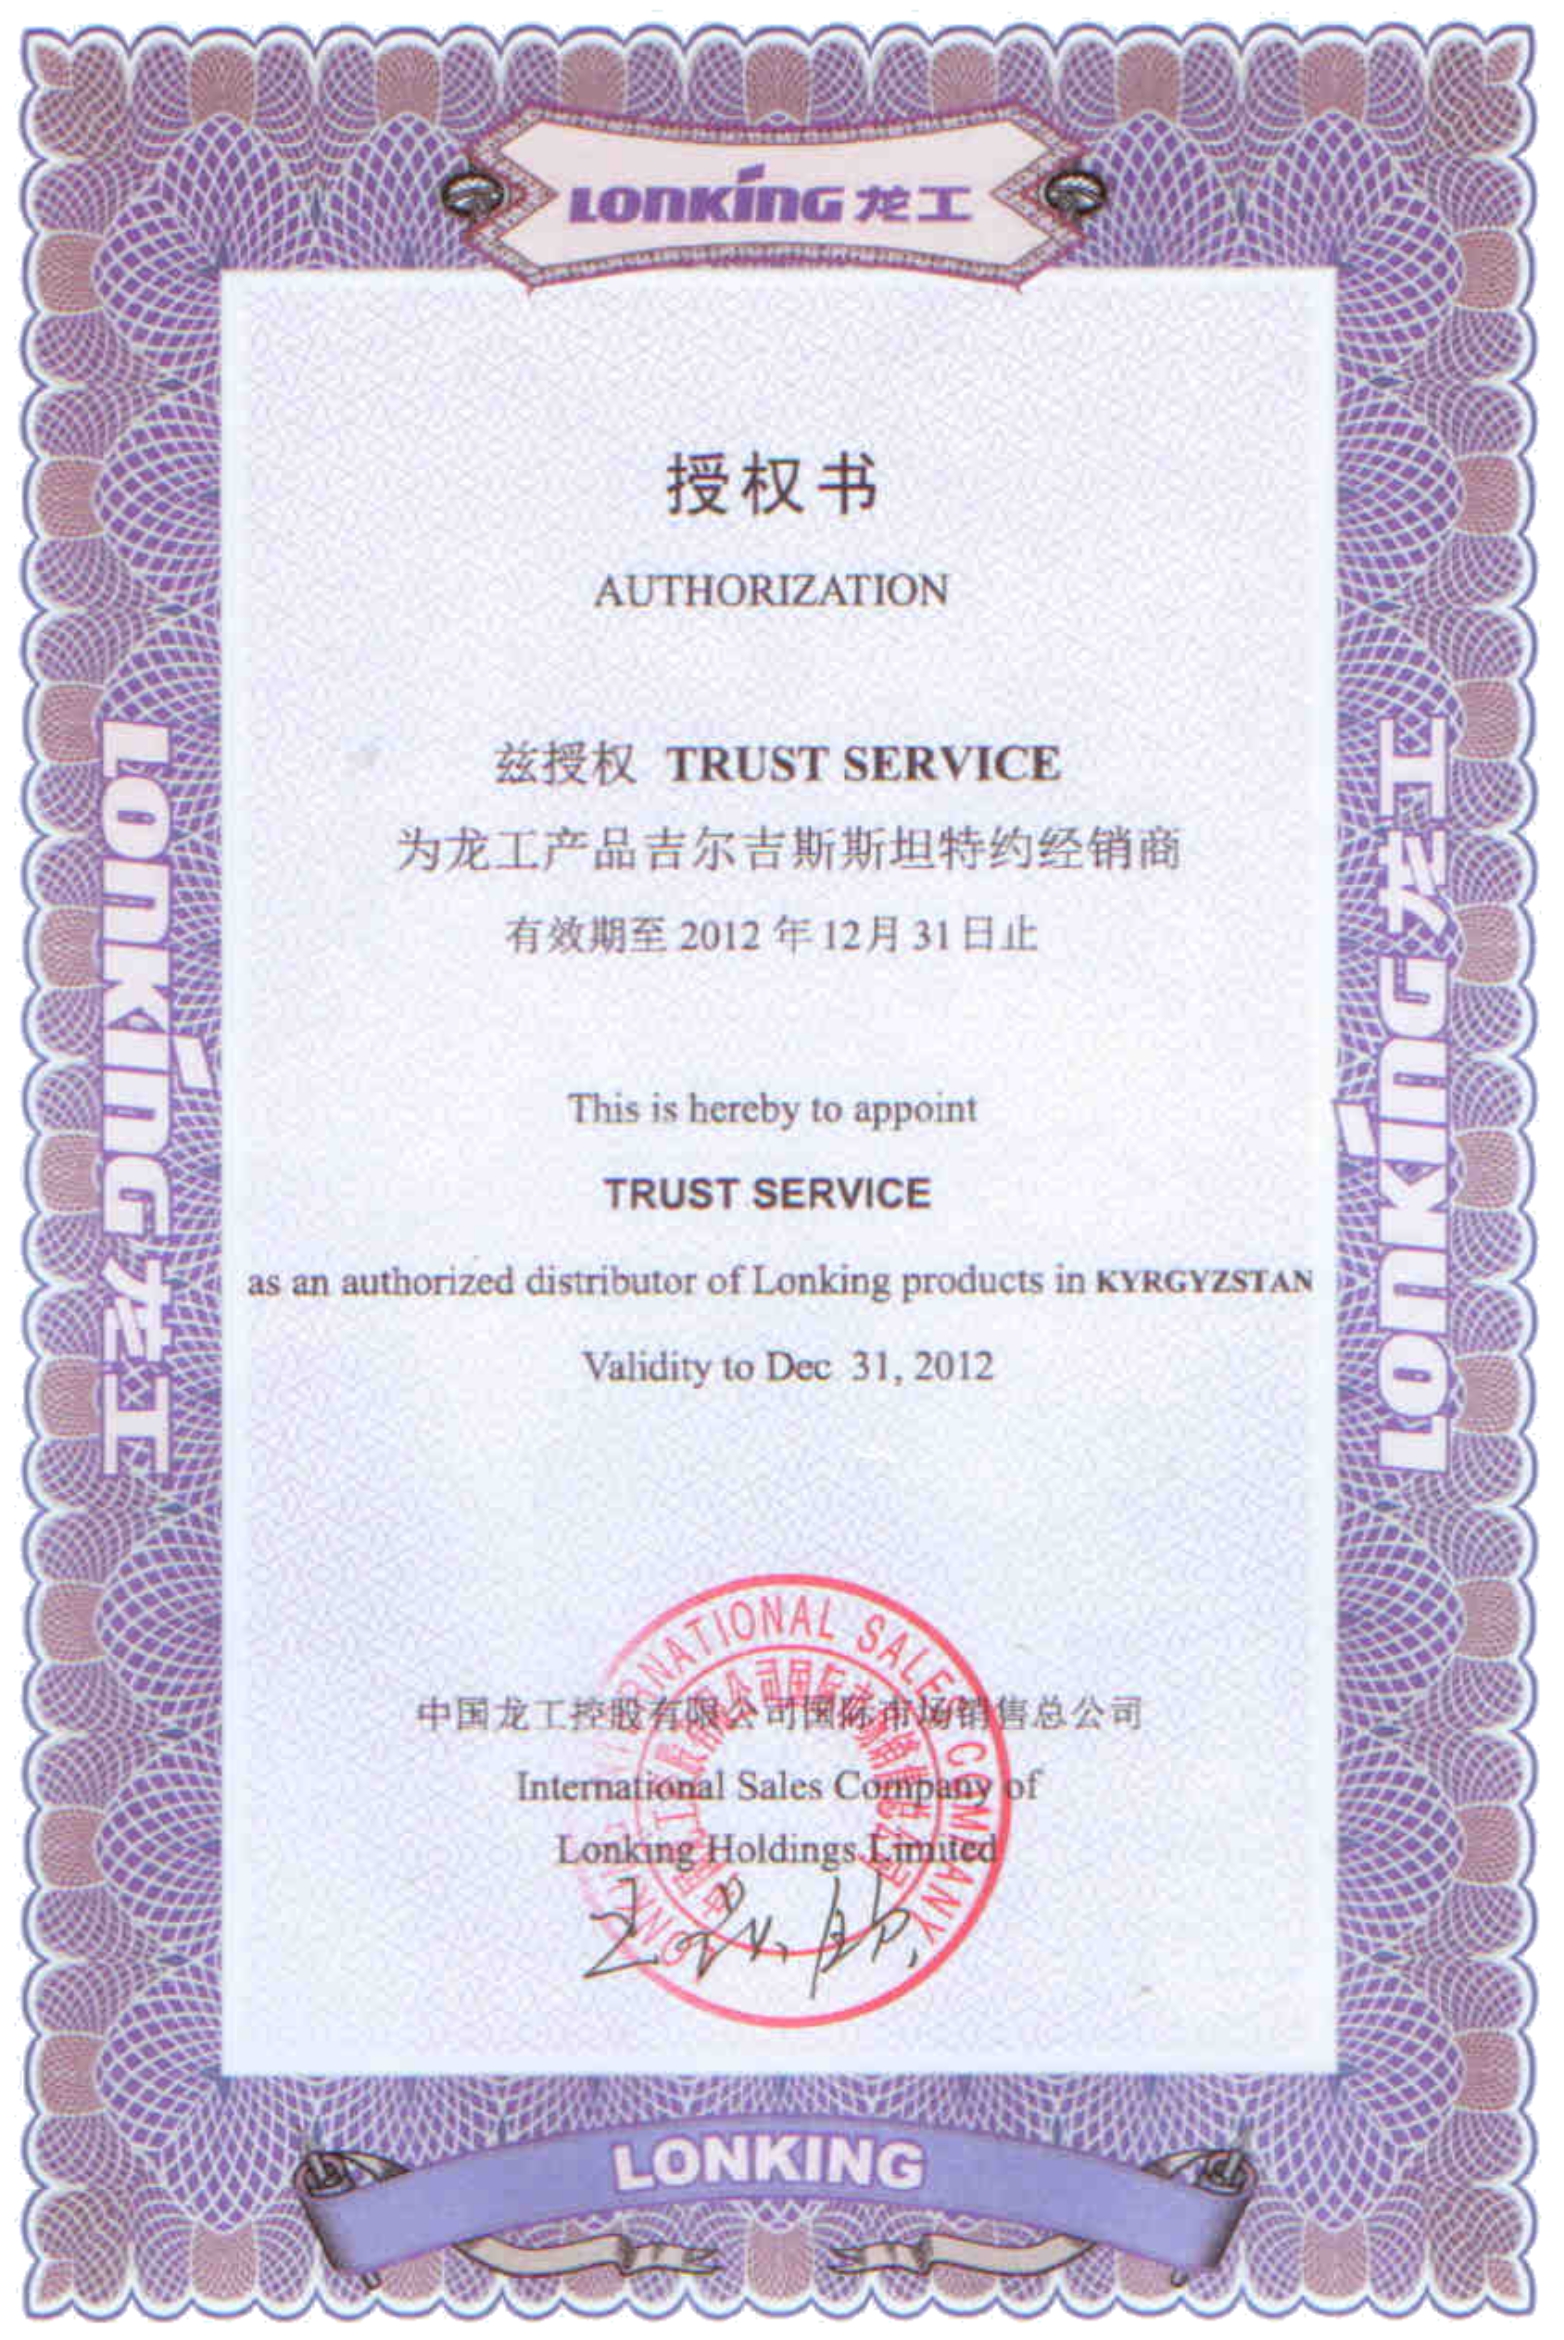 LONKING 龙工
授权书
AUTHORIZATION
兹授权 TRUST SERVICE
为龙工产品吉尔吉斯斯坦特约经销商
有效期至 2012 年 12月 31 日止
This is hereby to appoint
TRUST SERVICE
as an authorized distributor of Lonking products in KYRGYZSTAN
Validity to Dec 31, 2012
LONKING 龙工
LONKING 龙工
中国龙工控股有限公司国际市场销售总公司
International Sales Company of
Lonking Holdings Limited
SALES COMPANY
LONKING